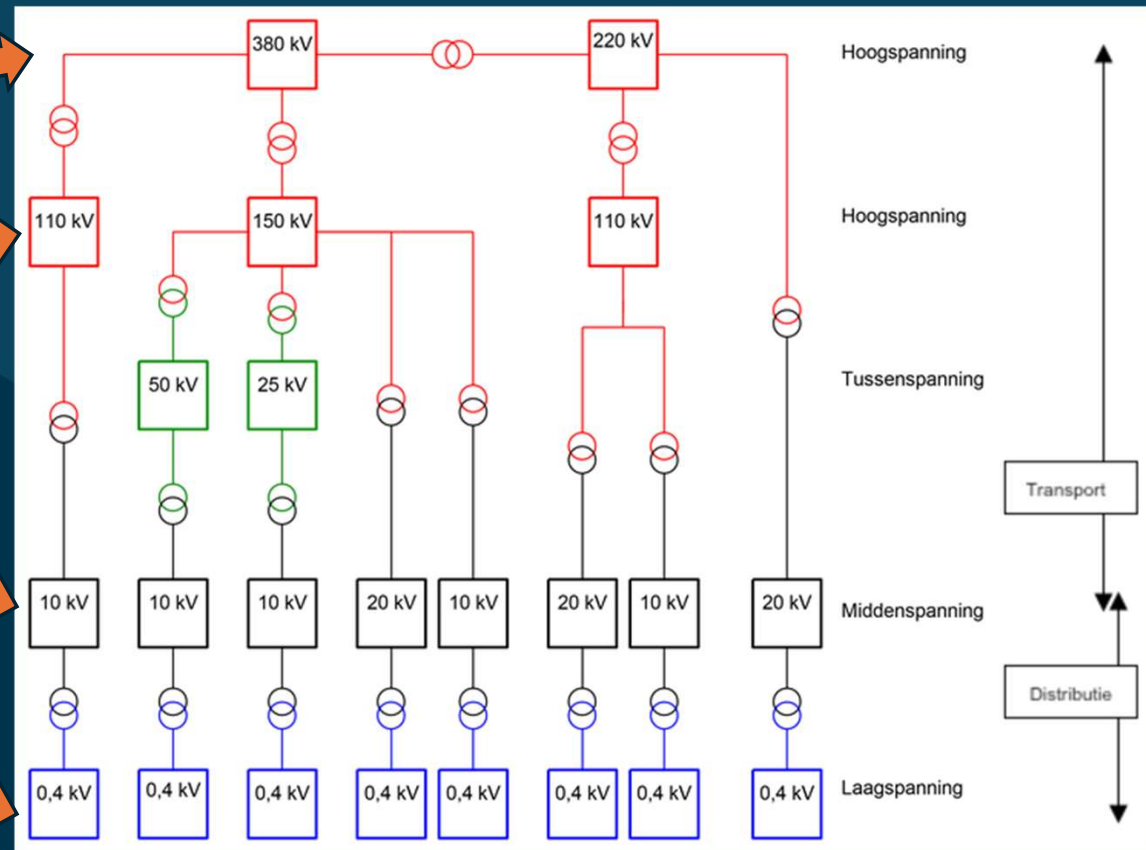 380 kV
220 kV
Hoogspanning
110 kV
150 kV
110 kV
Hoogspanning
50 kV
25 kV
Tussenspanning
Transport
10 kV
10 kV
10 kV
20 kV
10 kV
20 kV
10 kV
20 kV
Middenspanning
Distributie
0,4 kV
0,4 kV
0,4 kV
0,4 kV
0,4 kV
0,4 kV
0,4 kV
0,4 kV
Laagspanning